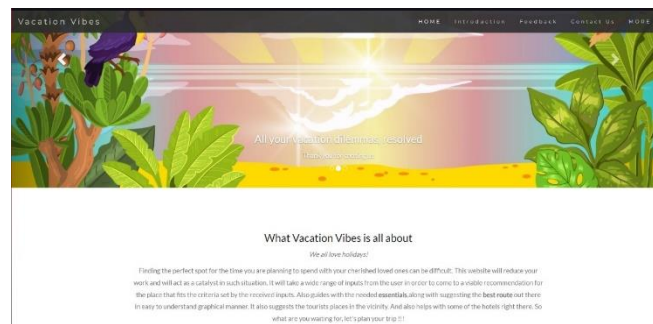 Vacation Vibes
HOME Introduction Feedback Contact Us MORE
All your vacation dilemmas, resolved
What Vacation Vibes is all about
We all love holidays!
Finding the perfect spot for the time you are planning to spend with your cherished loved ones can be difficult. This website will reduce your
work and will act as a catalyst in such situation. It will take a wide range of inputs from the user in order to come to a viable recommendation for
the place that fits the criteria set by the received inputs. Also guides with the needed essentials, along with suggesting the best route out there
in easy to understand graphical manner. It also suggests the tourists places in the vicinity. And also helps with some of the hotels right there. So
what are you waiting for, let's plan your trip !!!